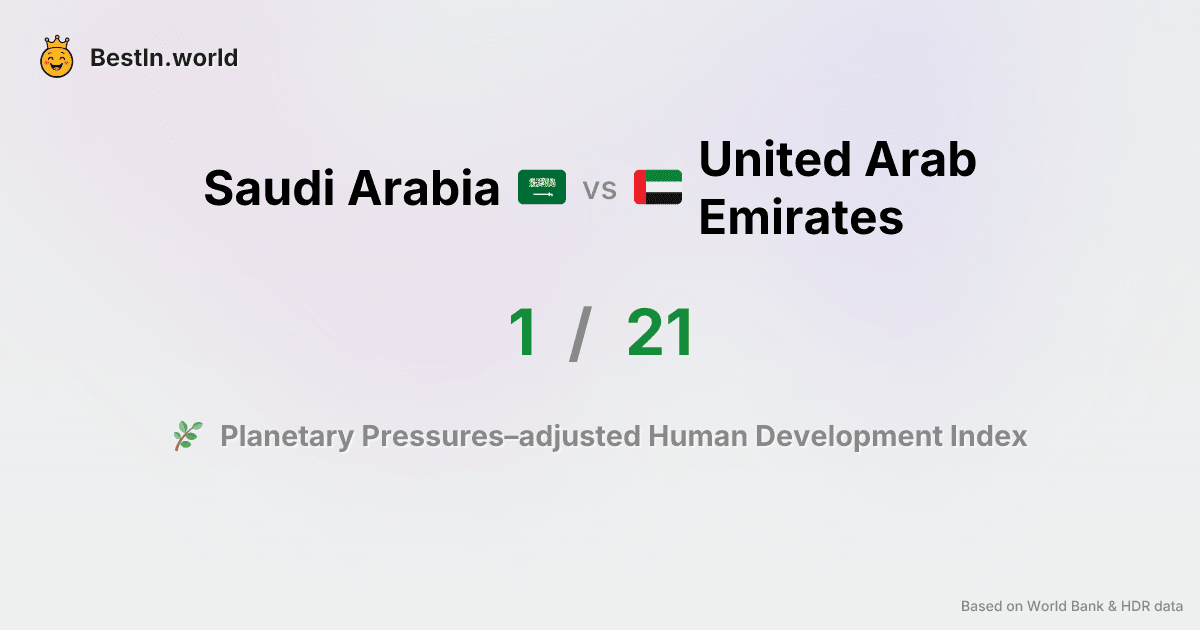 BestIn.world
Saudi Arabia vs United Arab Emirates
1 / 21
Planetary Pressures–adjusted Human Development Index
Based on World Bank & HDR data